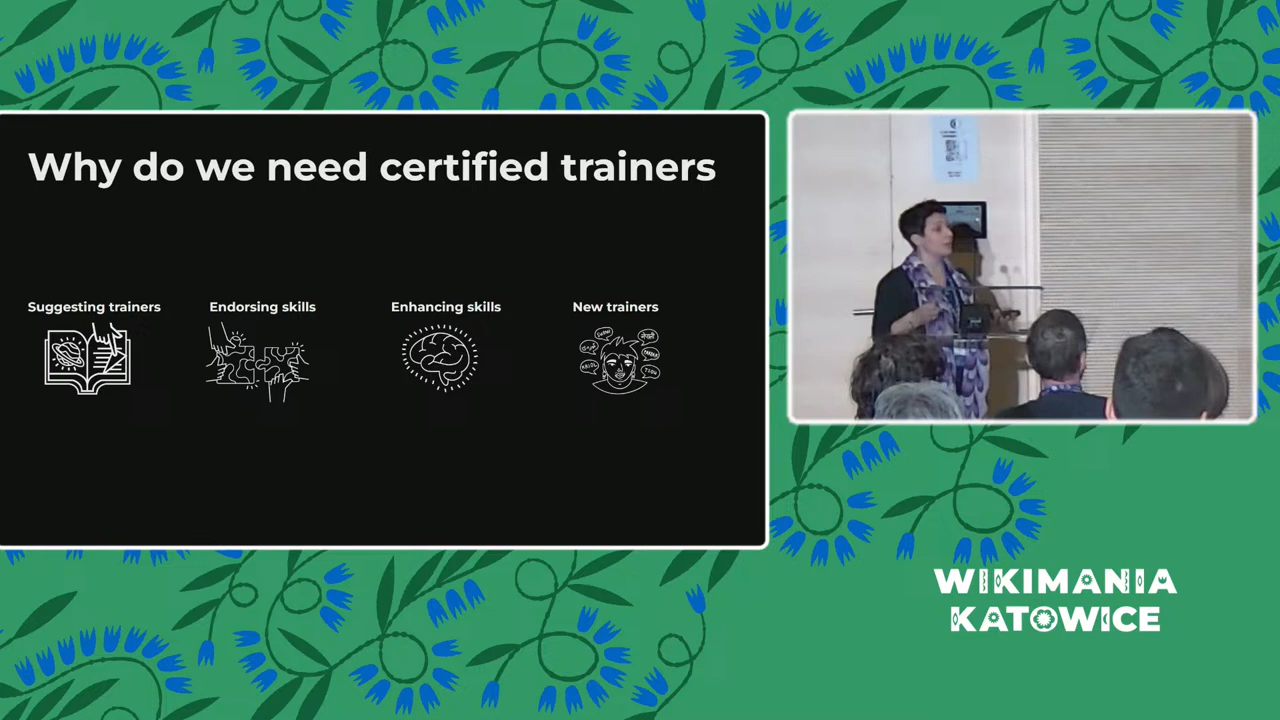 Why do we need certified trainers
Suggesting trainers
Endorsing skills
Enhancing skills
New trainers
WIKIMANIA
KATOWICE